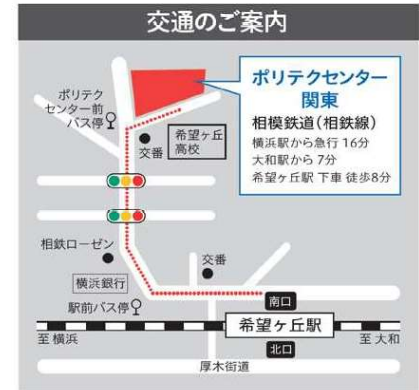 交通のご案内
ポリテク
センター前
バス停
交番
希望ヶ丘
高校
ポリテクセンター
関東
相模鉄道(相鉄線)
横浜駅から急行 16分
大和駅から 7分
希望ヶ丘駅 下車 徒歩8分
相鉄ローゼン
交番
横浜銀行
駅前バス停
南口
希望ヶ丘駅
至 横浜
至 大和
北口
厚木街道